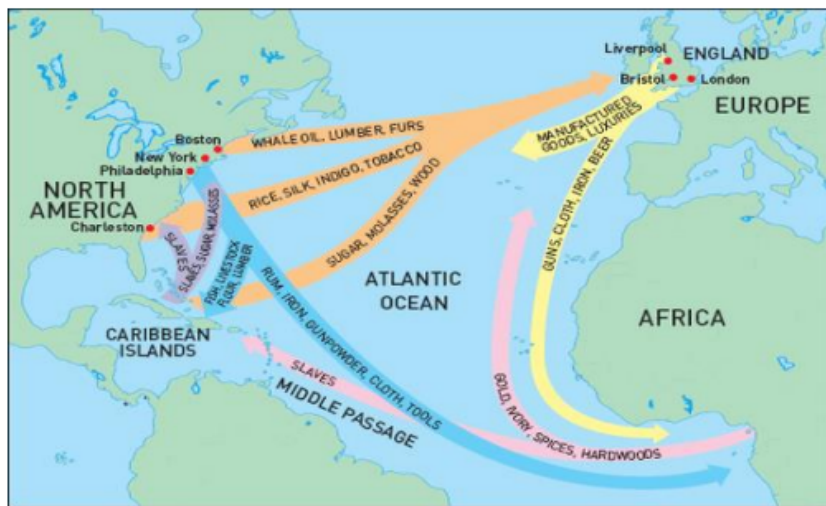 Liverpool
ENGLAND
Bristol
London
EUROPE
MANUFACTURED
GOODS, LUXURIES
Boston
WHALE OIL, LUMBER, FURS
New York
Philadelphia
RICE, SILK, INDIGO, TOBACCO
NORTH
AMERICA
Charleston
SLAVES
SLAVES, SUGAR, MOLASSES
FISH, LIVESTOCK
FLOUR, LUMBER
SUGAR, MOLASSES, WOOD
GUNS, CLOTH, IRON, BEER
ATLANTIC
OCEAN
RUM, IRON, GUNPOWDER, CLOTH, TOOLS
AFRICA
CARIBBEAN
ISLANDS
SLAVES
MIDDLE PASSAGE
GOLD, IVORY, SPICES, HARDWOODS